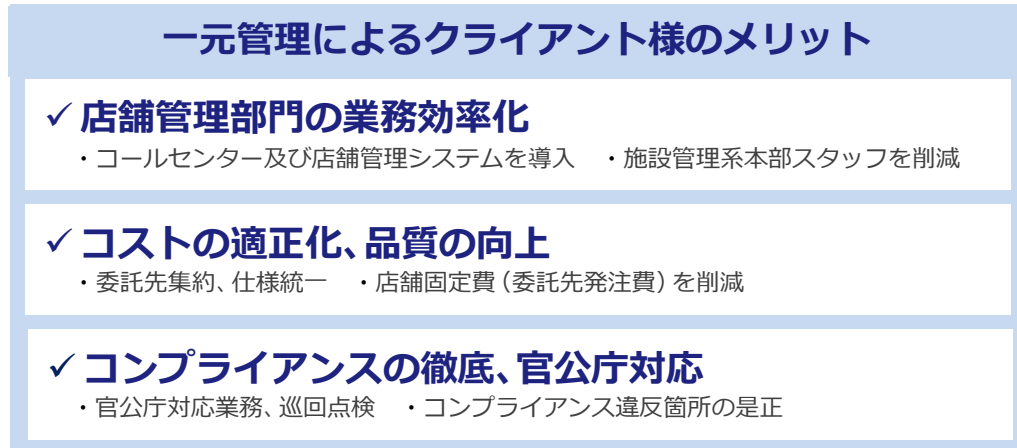 一元管理によるクライアント様のメリット
✓店舗管理部門の業務効率化
・コールセンター及び店舗管理システムを導入　・施設管理系本部スタッフを削減
✓コストの適正化、品質の向上
・委託先集約、仕様統一　・店舗固定費（委託先発注費）を削減
✓コンプライアンスの徹底、官公庁対応
・官公庁対応業務、巡回点検　・コンプライアンス違反箇所の是正